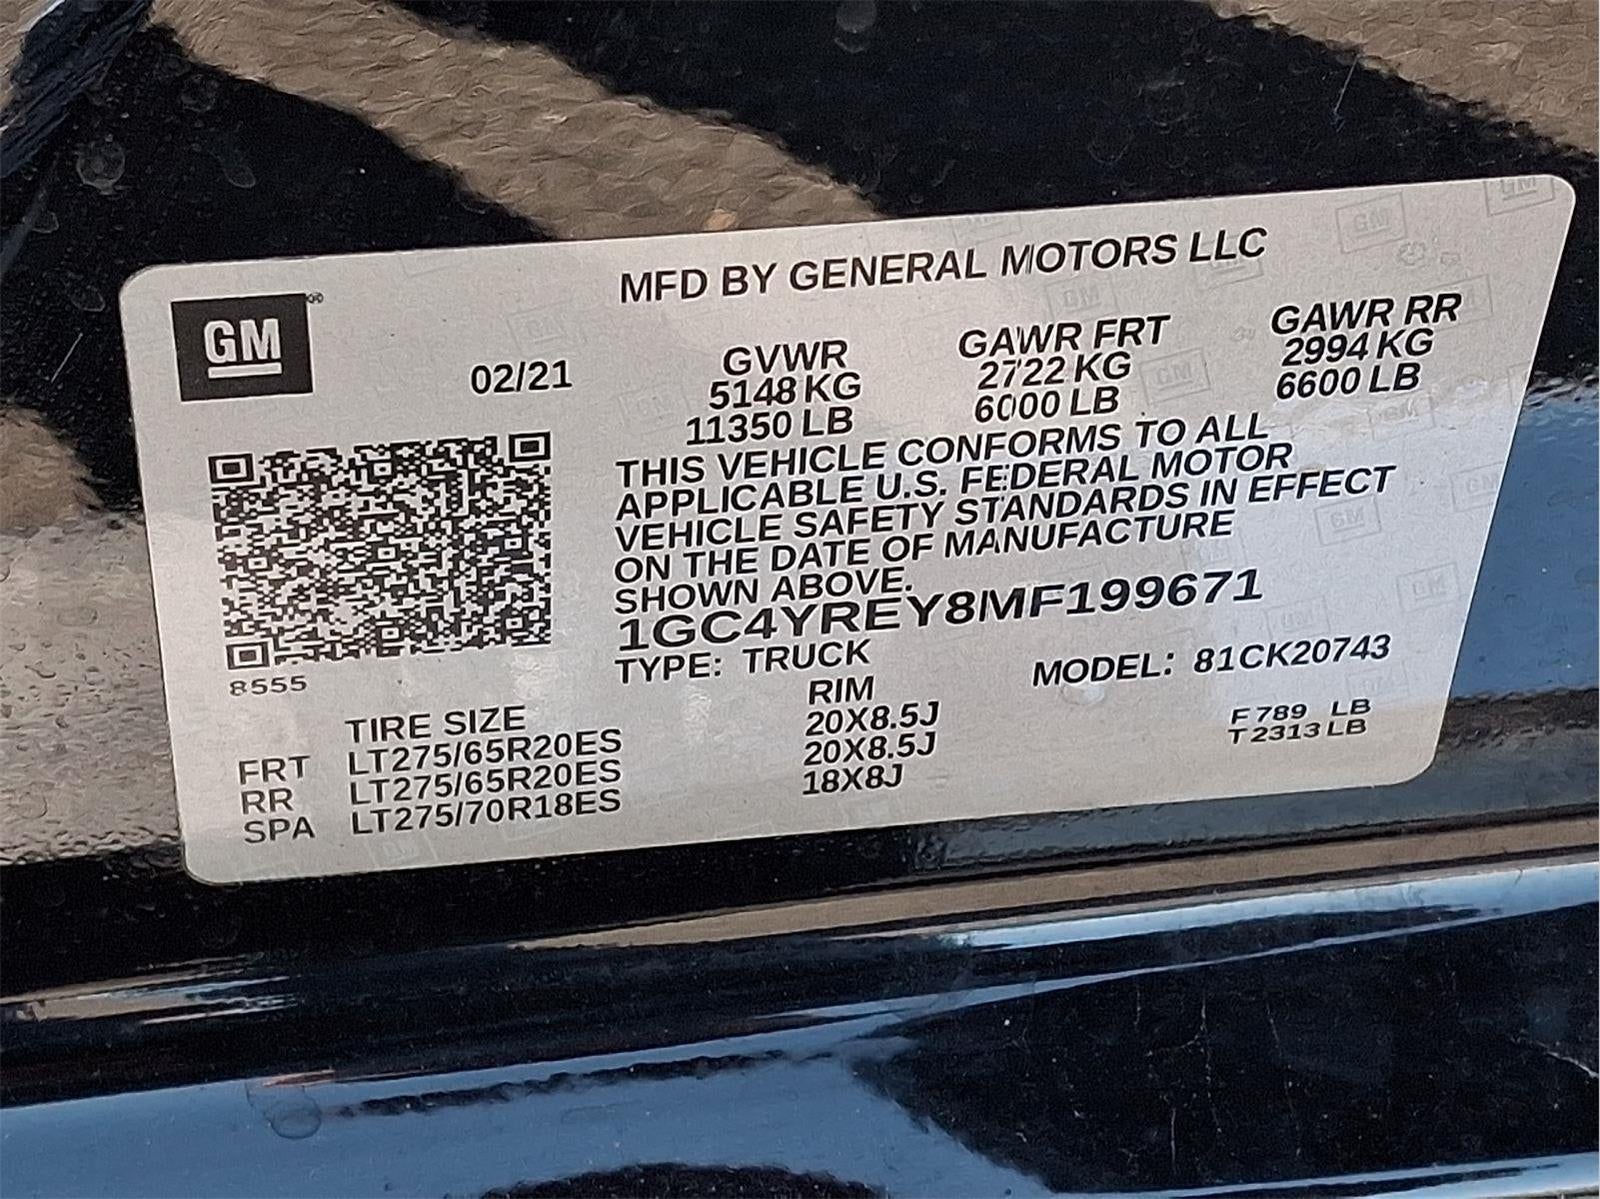 MFD BY GENERAL MOTORS LLC
GM®
02/21
GVWR GAWR FRT GAWR RR
5148 KG 2722 KG 2994 KG
11350 LB 6000 LB 6600 LB
THIS VEHICLE CONFORMS TO ALL
APPLICABLE U.S. FEDERAL MOTOR
VEHICLE SAFETY STANDARDS IN EFFECT
ON THE DATE OF MANUFACTURE
SHOWN ABOVE.
1GC4YREY8MF199671
TYPE: TRUCK MODEL: 81CK20743
8555
TIRE SIZE RIM
FRT LT275/65R20ES 20X8.5J F 789 LB
RR LT275/65R20ES 20X8.5J T 2313 LB
SPA LT275/70R18ES 18X8J